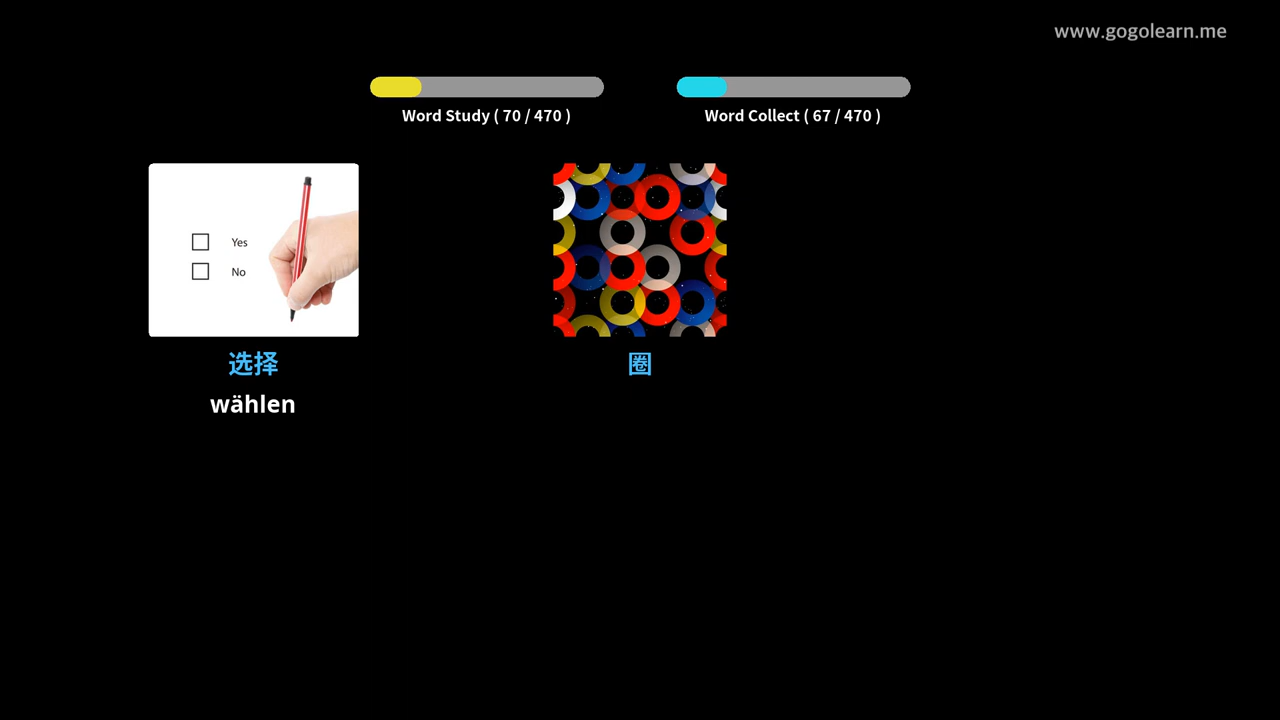 www.gogolearn.me
Word Study ( 70 / 470 )
Word Collect ( 67 / 470 )
Yes
No
选择
圈
wählen